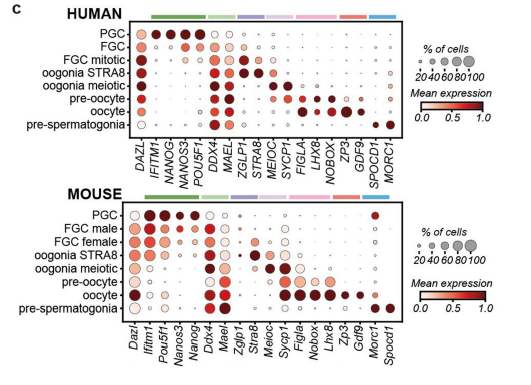 C
HUMAN
PGC
FGC
FGC mitotic
oogonia STRA8
oogonia meiotic
pre-oocyte
oocyte
pre-spermatogonia
DAZL
IFITM1
NANOG
NANOS3
POU5F1
DDX4
MAEL
ZGLP1
STRA8
MEIOC
SYCP1
FIGLA
LHX8
NOBOX
ZP3
GDF9
SPOCD1
MORC1
% of cells
20 40 60 80 100
Mean expression
0.0 0.5 1.0
MOUSE
PGC
FGC male
FGC female
oogonia STRA8
oogonia meiotic
pre-oocyte
oocyte
pre-spermatogonia
Dazl
Ifitm1
Pou5f1
Nanos3
Nanog
Ddx4
Mael
Zglp1
Stra8
Meioc
Sycp1
Figla
Nobox
Lhx8
Zp3
Gdf9
Morc1
Spocd1
% of cells
20 40 60 80 100
Mean expression
0.0 0.5 1.0